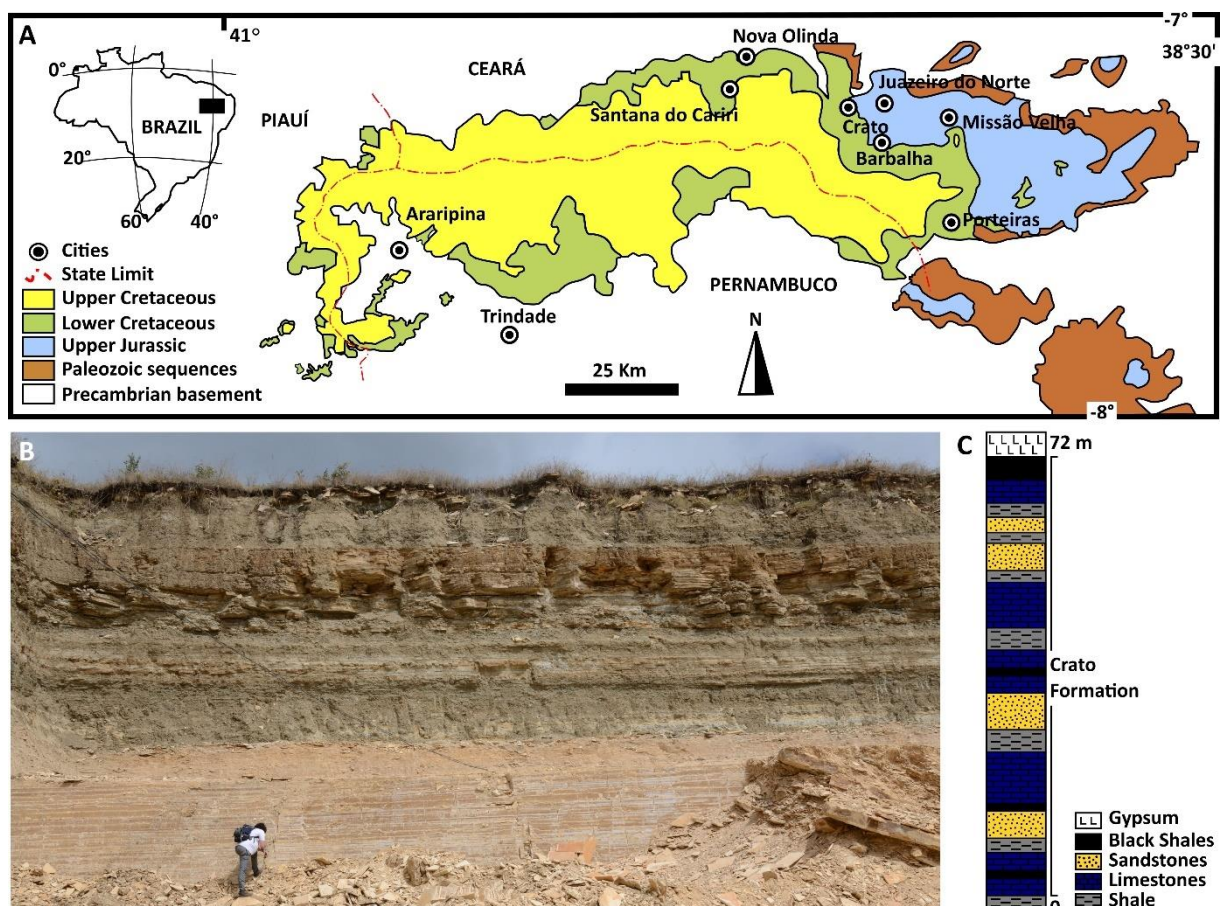 A
41°
-7°
38°30'
Nova Olinda
CEARÁ
0°
Juazeiro do Norte
PIAUÍ
Santana do Cariri
BRAZIL
Crato
Missão Velha
20°
Barbalha
60°
40°
Araripina
Porteiras
Cities
State Limit
PERNAMBUCO
Upper Cretaceous
Lower Cretaceous
Trindade
N
Upper Jurassic
25 Km
Paleozoic sequences
Precambrian basement
-8°
B
C
72 m
Crato
Formation
L Gypsum
Black Shales
Sandstones
Limestones
0
Shale